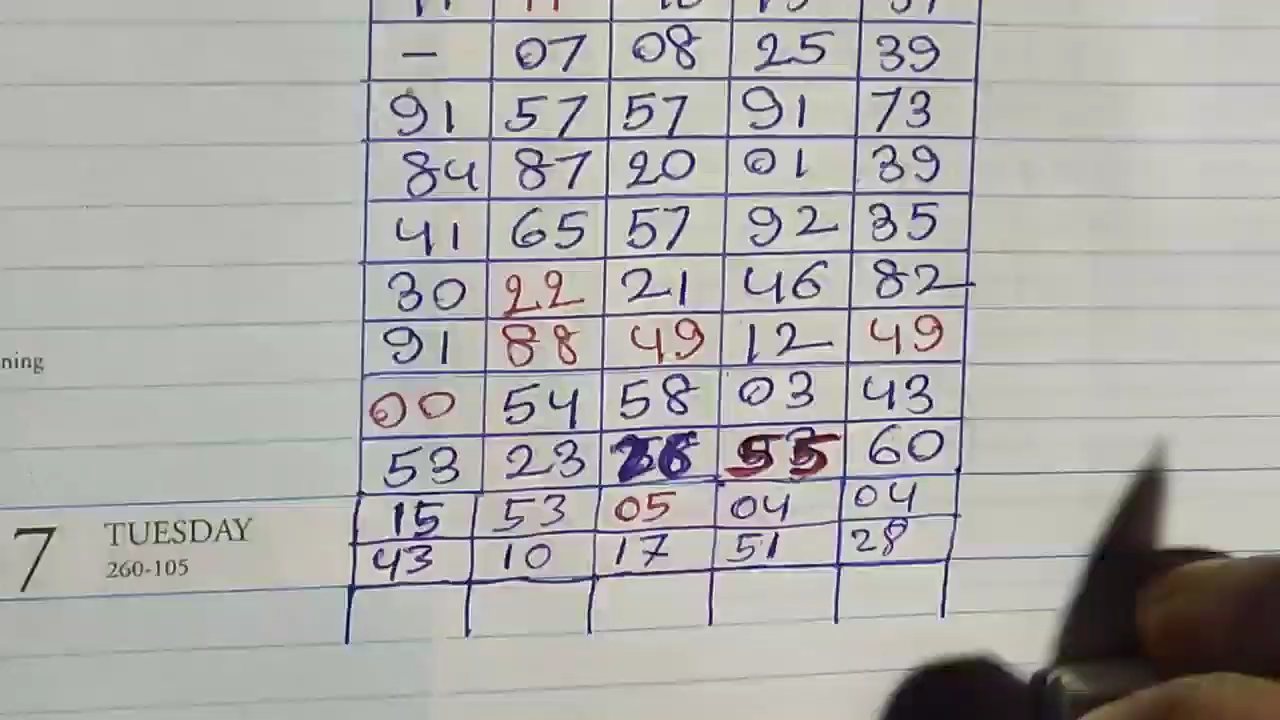 - 07 08 25 39
91 57 57 91 73
84 87 20 01 39
41 65 57 92 35
30 22 21 46 82
ning
91 88 49 12 49
00 54 58 03 43
53 23 60
15 53 05 04 04
7 TUESDAY
43 10 17 51 28
260-105